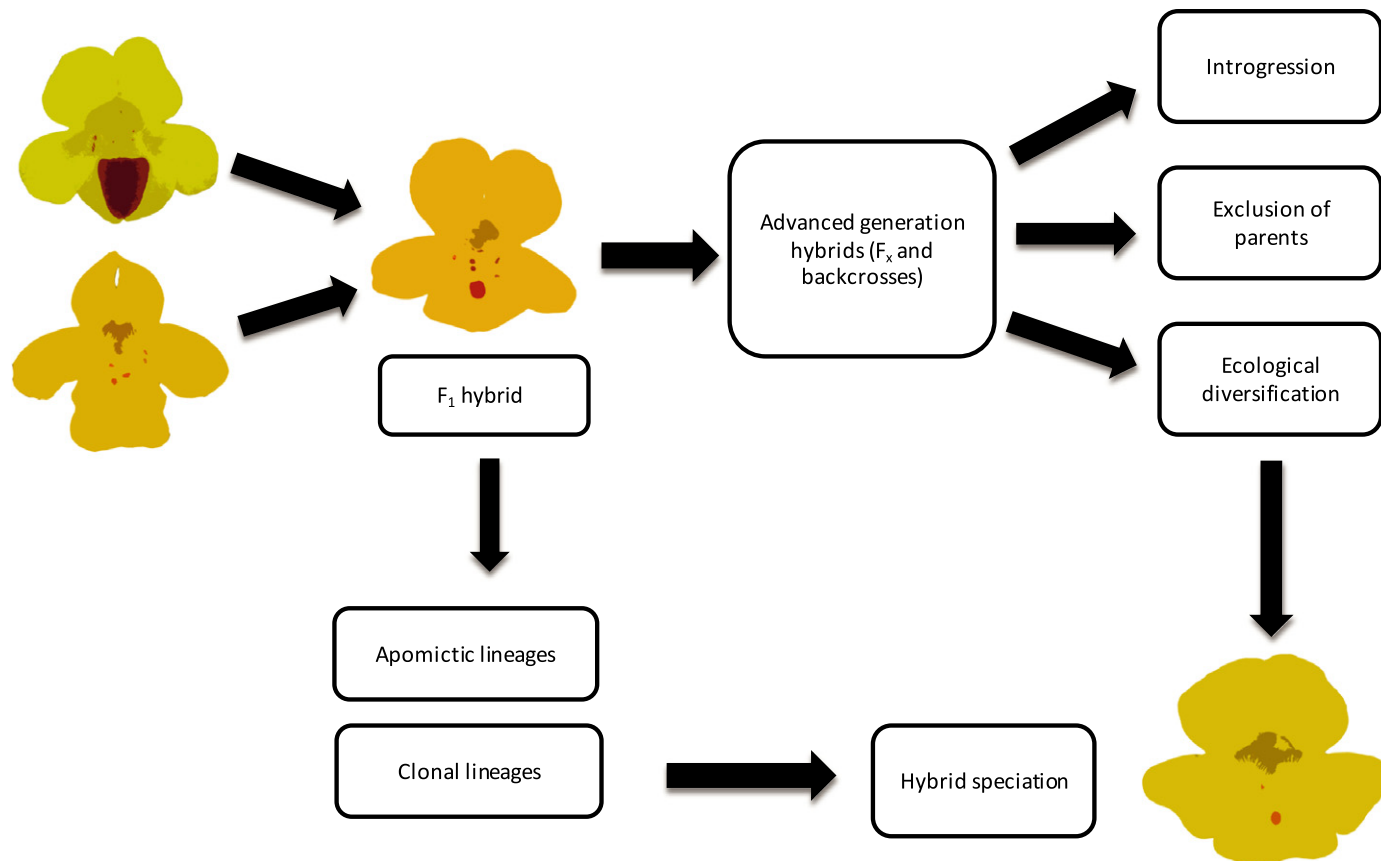 Introgression
Exclusion of
parents
Advanced generation
hybrids (Fx and
backcrosses)
Ecological
diversification
F1 hybrid
Apomictic lineages
Clonal lineages
Hybrid speciation